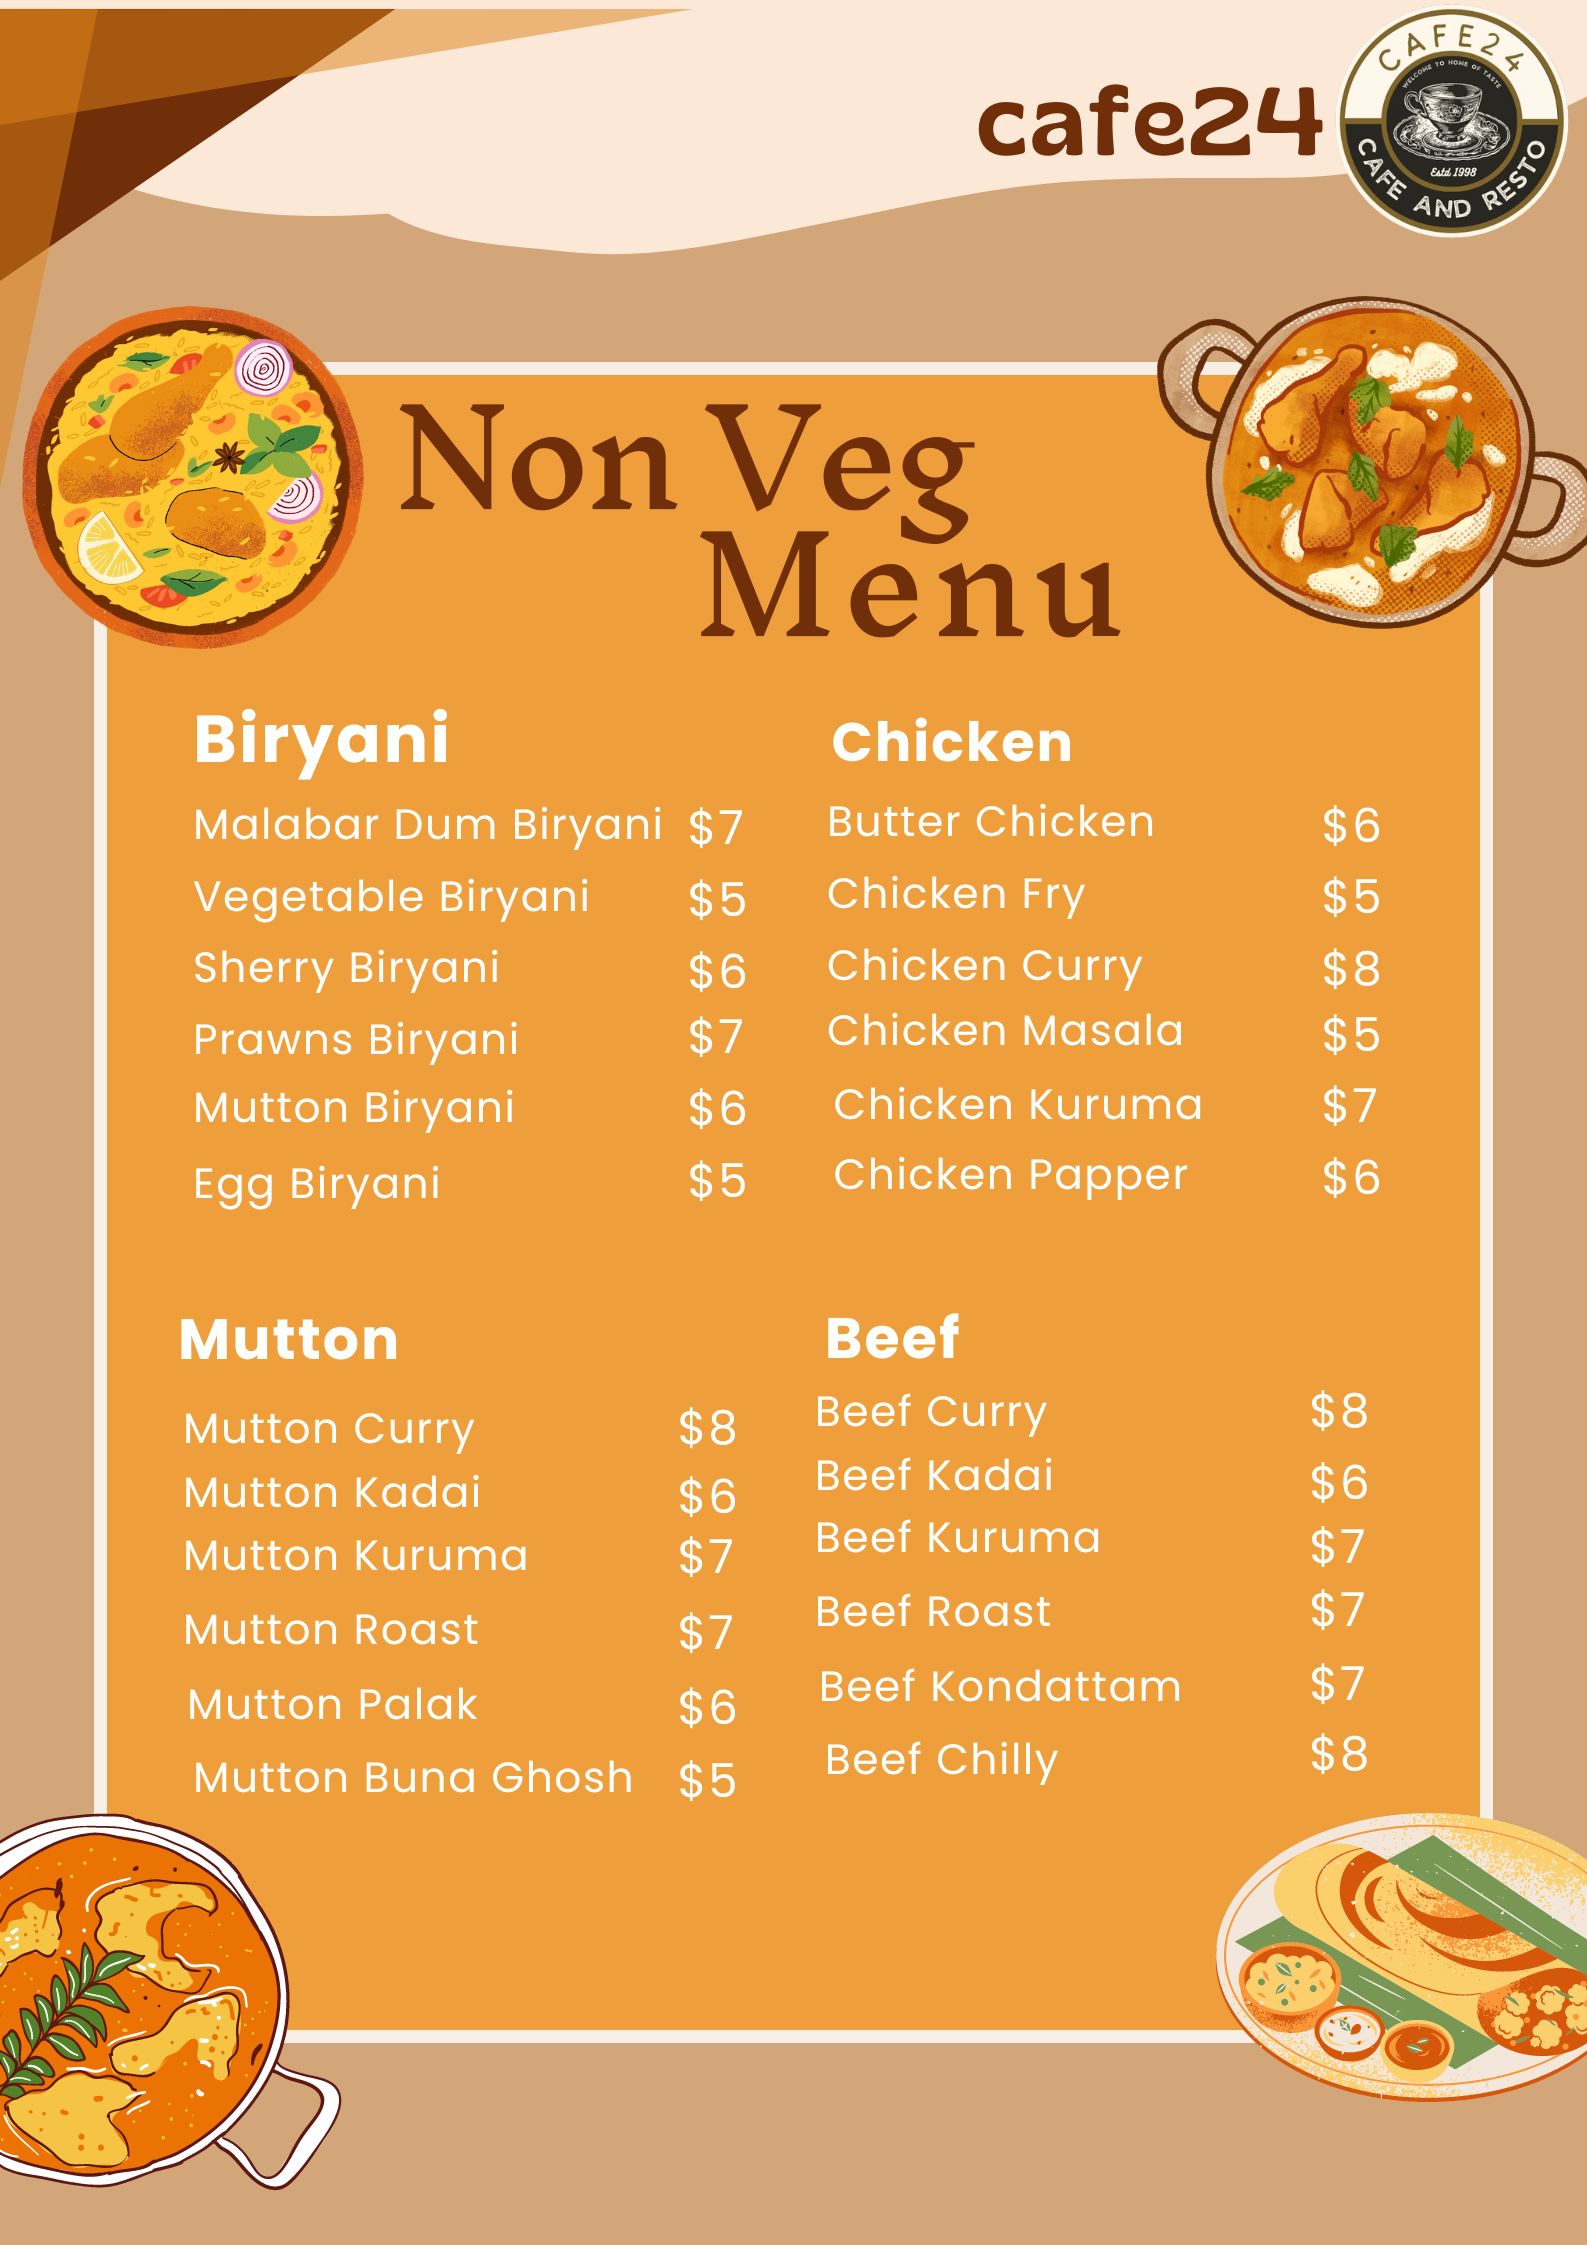 cafe24
CAFE24
WELCOME TO HOME OF TASTE
Estd 1998
CAFE AND RESTO
Non Veg
Menu
Biryani
Malabar Dum Biryani $7
Vegetable Biryani $5
Sherry Biryani $6
Prawns Biryani $7
Mutton Biryani $6
Egg Biryani $5
Chicken
Butter Chicken $6
Chicken Fry $5
Chicken Curry $8
Chicken Masala $5
Chicken Kuruma $7
Chicken Papper $6
Mutton
Mutton Curry $8
Mutton Kadai $6
Mutton Kuruma $7
Mutton Roast $7
Mutton Palak $6
Mutton Buna Ghosh $5
Beef
Beef Curry $8
Beef Kadai $6
Beef Kuruma $7
Beef Roast $7
Beef Kondattam $7
Beef Chilly $8